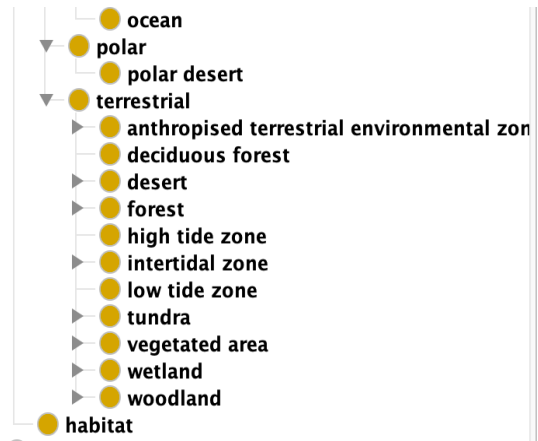 ocean
polar
polar desert
terrestrial
anthropised terrestrial environmental zon
deciduous forest
desert
forest
high tide zone
intertidal zone
low tide zone
tundra
vegetated area
wetland
woodland
habitat